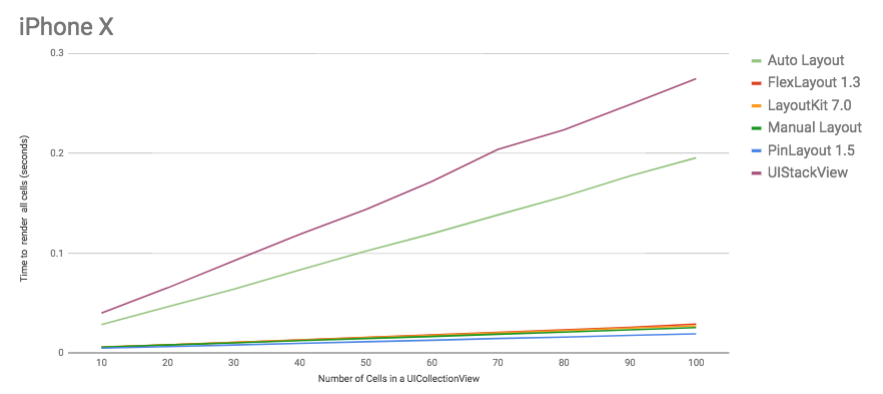 iPhone X
0.3
0.2
0.1
0
Time to render all cells (seconds)
10 20 30 40 50 60 70 80 90 100
Number of Cells in a UICollectionView
Auto Layout
FlexLayout 1.3
LayoutKit 7.0
Manual Layout
PinLayout 1.5
UIStackView